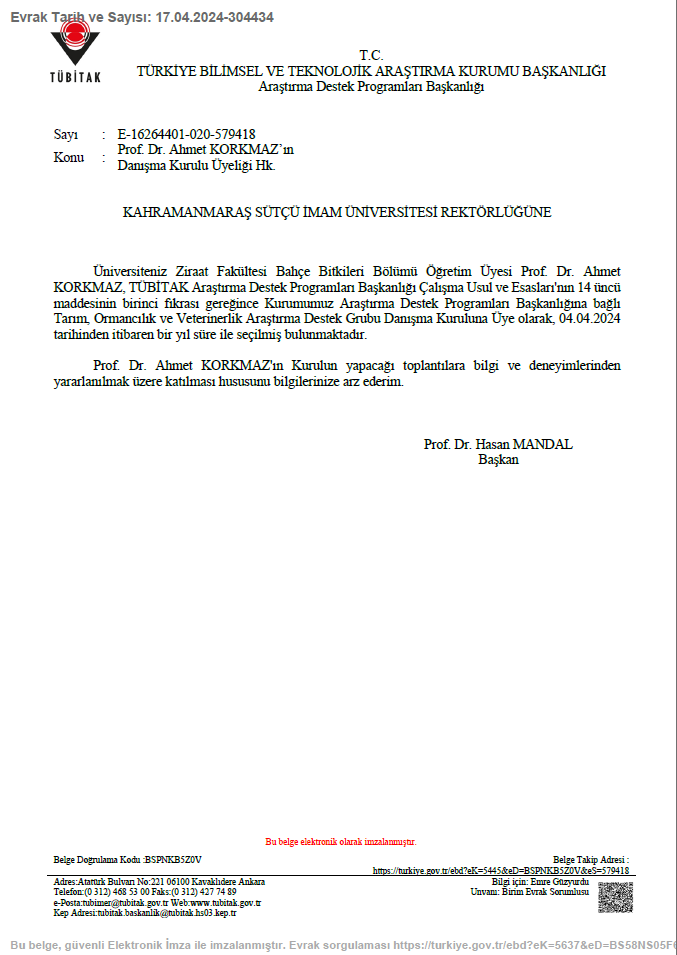 Evrak Tarih ve Sayısı: 17.04.2024-304434
TÜBİTAK
T.C.
TÜRKİYE BİLİMSEL VE TEKNOLOJİK ARAŞTIRMA KURUMU BAŞKANLIĞI
Araştırma Destek Programları Başkanlığı
Sayı : E-16264401-020-579418
Konu : Prof. Dr. Ahmet KORKMAZ’ın
Danışma Kurulu Üyeliği Hk.
KAHRAMANMARAŞ SÜTÇÜ İMAM ÜNİVERSİTESİ REKTÖRLÜĞÜNE
Üniversiteniz Ziraat Fakültesi Bahçe Bitkileri Bölümü Öğretim Üyesi Prof. Dr. Ahmet
KORKMAZ, TÜBİTAK Araştırma Destek Programları Başkanlığı Çalışma Usul ve Esasları'nın 14 üncü
maddesinin birinci fıkrası gereğince Kurumumuz Araştırma Destek Programları Başkanlığına bağlı
Tarım, Ormancılık ve Veterinerlik Araştırma Destek Grubu Danışma Kuruluna Üye olarak, 04.04.2024
tarihinden itibaren bir yıl süre ile seçilmiş bulunmaktadır.
Prof. Dr. Ahmet KORKMAZ'ın Kurulun yapacağı toplantılara bilgi ve deneyimlerinden
yararlanılmak üzere katılması hususunu bilgilerinize arz ederim.
Prof. Dr. Hasan MANDAL
Başkan
Bu belge elektronik olarak imzalanmıştır.
Belge Doğrulama Kodu :BSPNKB5Z0V
Belge Takip Adresi :
https://turkiye.gov.tr/ebd?eK=5445&eD=BSPNKB5Z0V&eS=579418
Adres:Atatürk Bulvarı No:221 06100 Kavaklıdere Ankara
Telefon:(0 312) 468 53 00 Faks:(0 312) 427 74 89
e-Posta:tubimer@tubitak.gov.tr Web:www.tubitak.gov.tr
Kep Adresi:tubitak.baskanlik@tubitak.hs03.kep.tr
Bilgi için: Emre Güzyurdu
Unvanı: Birim Evrak Sorumlusu
Bu belge, güvenli Elektronik İmza ile imzalanmıştır. Evrak sorgulaması https://turkiye.gov.tr/ebd?eK=5637&eD=BS58NS05F6